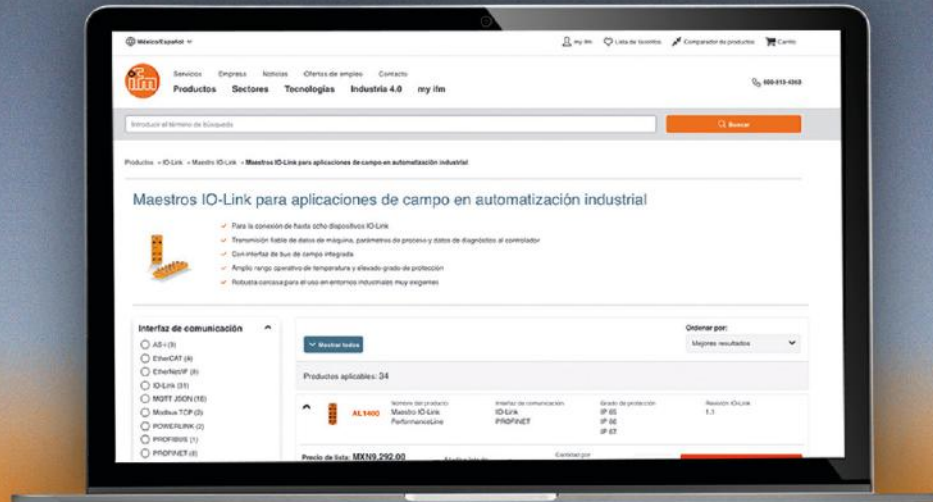 México/Español
my ifm
Lista de favoritos
Comparador de productos
Carrito
ifm
Servicios Empresa Noticias Ofertas de empleo Contacto
Productos Sectores Tecnologías Industria 4.0 my ifm
Introducir el término de búsqueda
Buscar
Productos IO-Link Maestro IO-Link Maestros IO-Link para aplicaciones de campo en automatización industrial
Maestros IO-Link para aplicaciones de campo en automatización industrial
Para la conexión de hasta ocho dispositivos IO-Link
Transmisión fiable de datos de máquina, parámetros de proceso y datos de diagnóstico al controlador
Con interfaz de bus de campo integrada
Amplio rango operativo de temperatura y elevado grado de protección
Robusta carcasa para el uso en entornos industriales muy exigentes
Interfaz de comunicación
AS-i (3)
EtherCAT (4)
EtherNet/IP (8)
IO-Link (31)
MQTT JSON (18)
Modbus TCP (3)
POWERLINK (2)
PROFIBUS (1)
PROFINET (8)
Mostrar todos
Ordenar por:
Mejores resultados
Productos aplicables: 34
AL1400
Nombre del producto
Maestro IO-Link
PerformanceLine
Interfaz de comunicación
IO-Link
PROFINET
Grado de protección
IP 65
IP 66
IP 67
Revisión IO-Link
1.1
Precio de lista: MXN9,292.00
Cantidad por